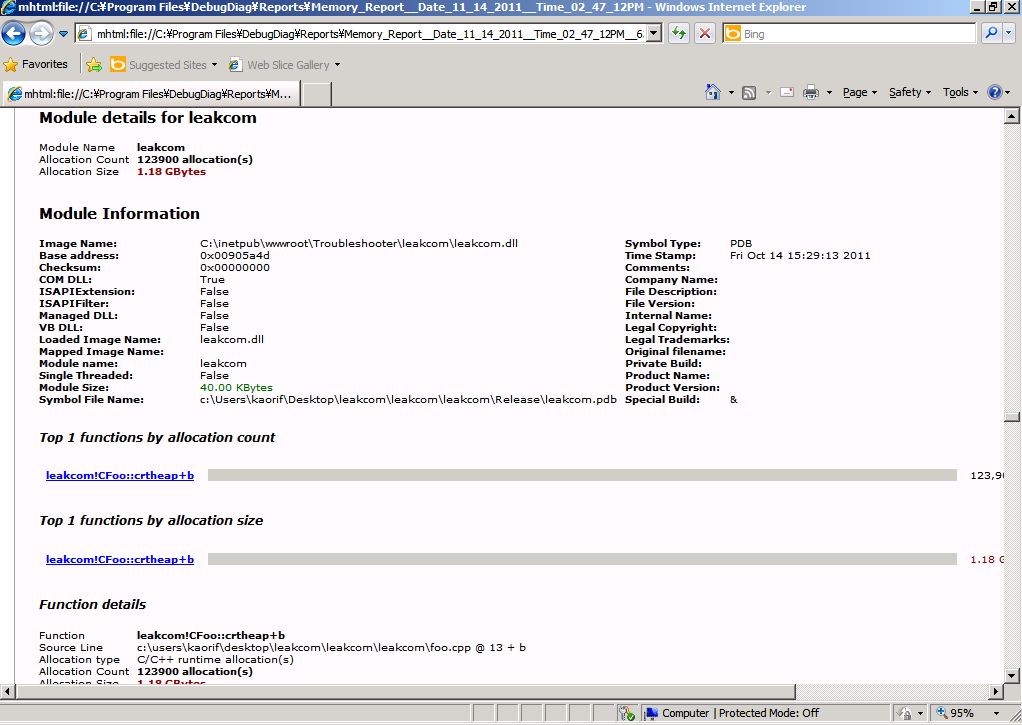 mhtml:file://C:¥Program Files¥DebugDiag¥Reports¥Memory_Report__Date_11_14_2011__Time_02_47_12PM - Windows Internet Explorer
mhtml:file://C:¥Program Files¥DebugDiag¥Reports¥Memory_Report__Date_11_14_2011__Time_02_47_12PM__6
Bing
Favorites
Suggested Sites
Web Slice Gallery
mhtml:file://C:¥Program Files¥DebugDiag¥Reports¥M...
Page
Safety
Tools
Module details for leakcom
Module Name leakcom
Allocation Count 123900 allocation(s)
Allocation Size 1.18 GBytes
Module Information
Image Name: C:\inetpub\wwwroot\Troubleshooter\leakcom\leakcom.dll Symbol Type: PDB
Base address: 0x00905a4d Time Stamp: Fri Oct 14 15:29:13 2011
Checksum: 0x00000000 Comments:
COM DLL: True Company Name:
ISAPIExtension: False File Description:
ISAPIFilter: False File Version:
Managed DLL: False Internal Name:
VB DLL: False Legal Copyright:
Loaded Image Name: leakcom.dll Legal Trademarks:
Mapped Image Name: Original filename:
Module name: leakcom Private Build:
Single Threaded: False Product Name:
Module Size: 40.00 KBytes Product Version:
Symbol File Name: c:\Users\kaorif\Desktop\leakcom\leakcom\leakcom\Release\leakcom.pdb Special Build: &
Top 1 functions by allocation count
leakcom!CFoo::crtheap+b 123,90
Top 1 functions by allocation size
leakcom!CFoo::crtheap+b 1.18 G
Function details
Function leakcom!CFoo::crtheap+b
Source Line c:\users\kaorif\desktop\leakcom\leakcom\leakcom\foo.cpp @ 13 + b
Allocation type C/C++ runtime allocation(s)
Allocation Count 123900 allocation(s)
Allocation Size 1.18 GBytes
Computer | Protected Mode: Off
95%